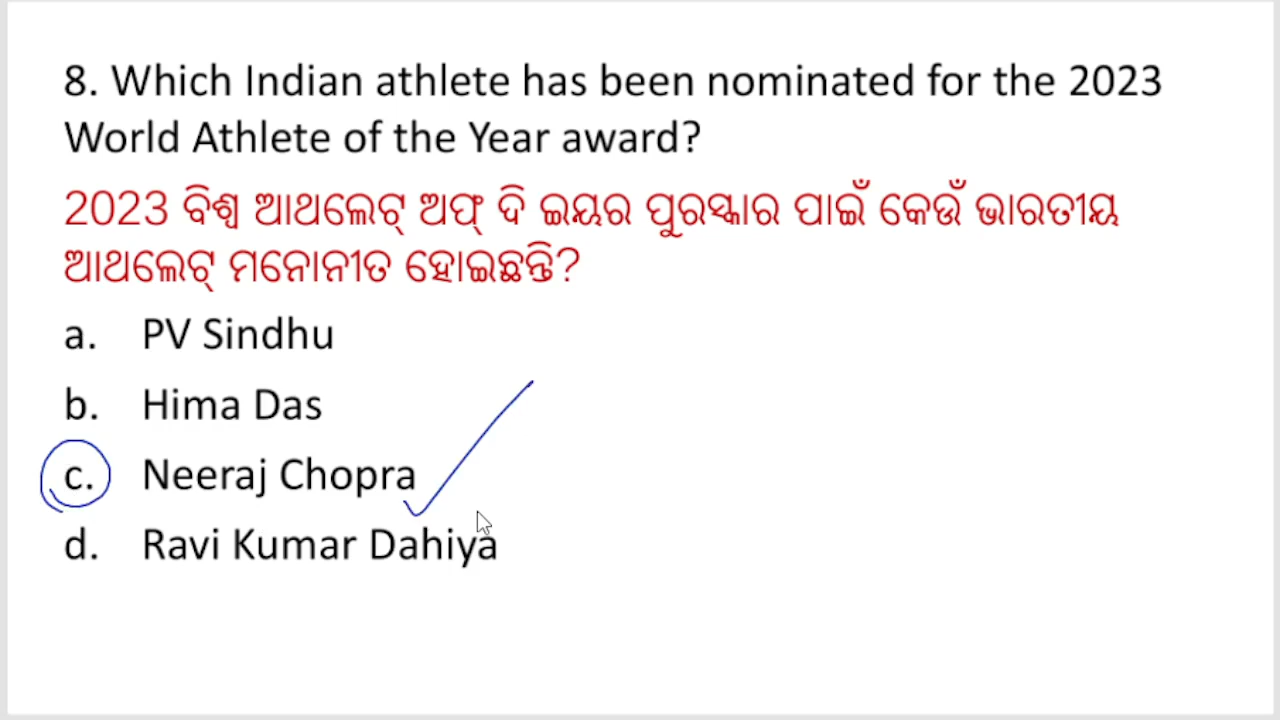 8. Which Indian athlete has been nominated for the 2023
World Athlete of the Year award?
2023 ବିଶ୍ୱ ଆଥଲେଟ୍ ଅଫ୍ ଦି ଇୟର ପୁରସ୍କାର ପାଇଁ କେଉଁ ଭାରତୀୟ
ଆଥଲେଟ୍ ମନୋନୀତ ହୋଇଛନ୍ତି?
a. PV Sindhu
b. Hima Das
c. Neeraj Chopra
d. Ravi Kumar Dahiya